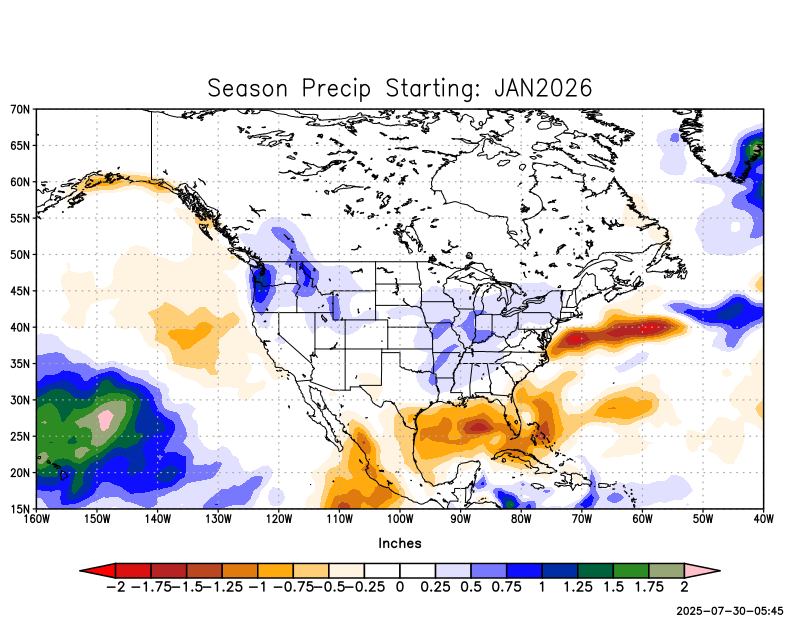 Season Precip Starting: JAN2026
70N
65N
60N
55N
50N
45N
40N
35N
30N
25N
20N
15N
160W 150W 140W 130W 120W 110W 100W 90W 80W 70W 60W 50W 40W
Inches
−2 −1.75 −1.5 −1.25 −1 −0.75 −0.5 −0.25 0 0.25 0.5 0.75 1 1.25 1.5 1.75 2
2025-07-30-05:45